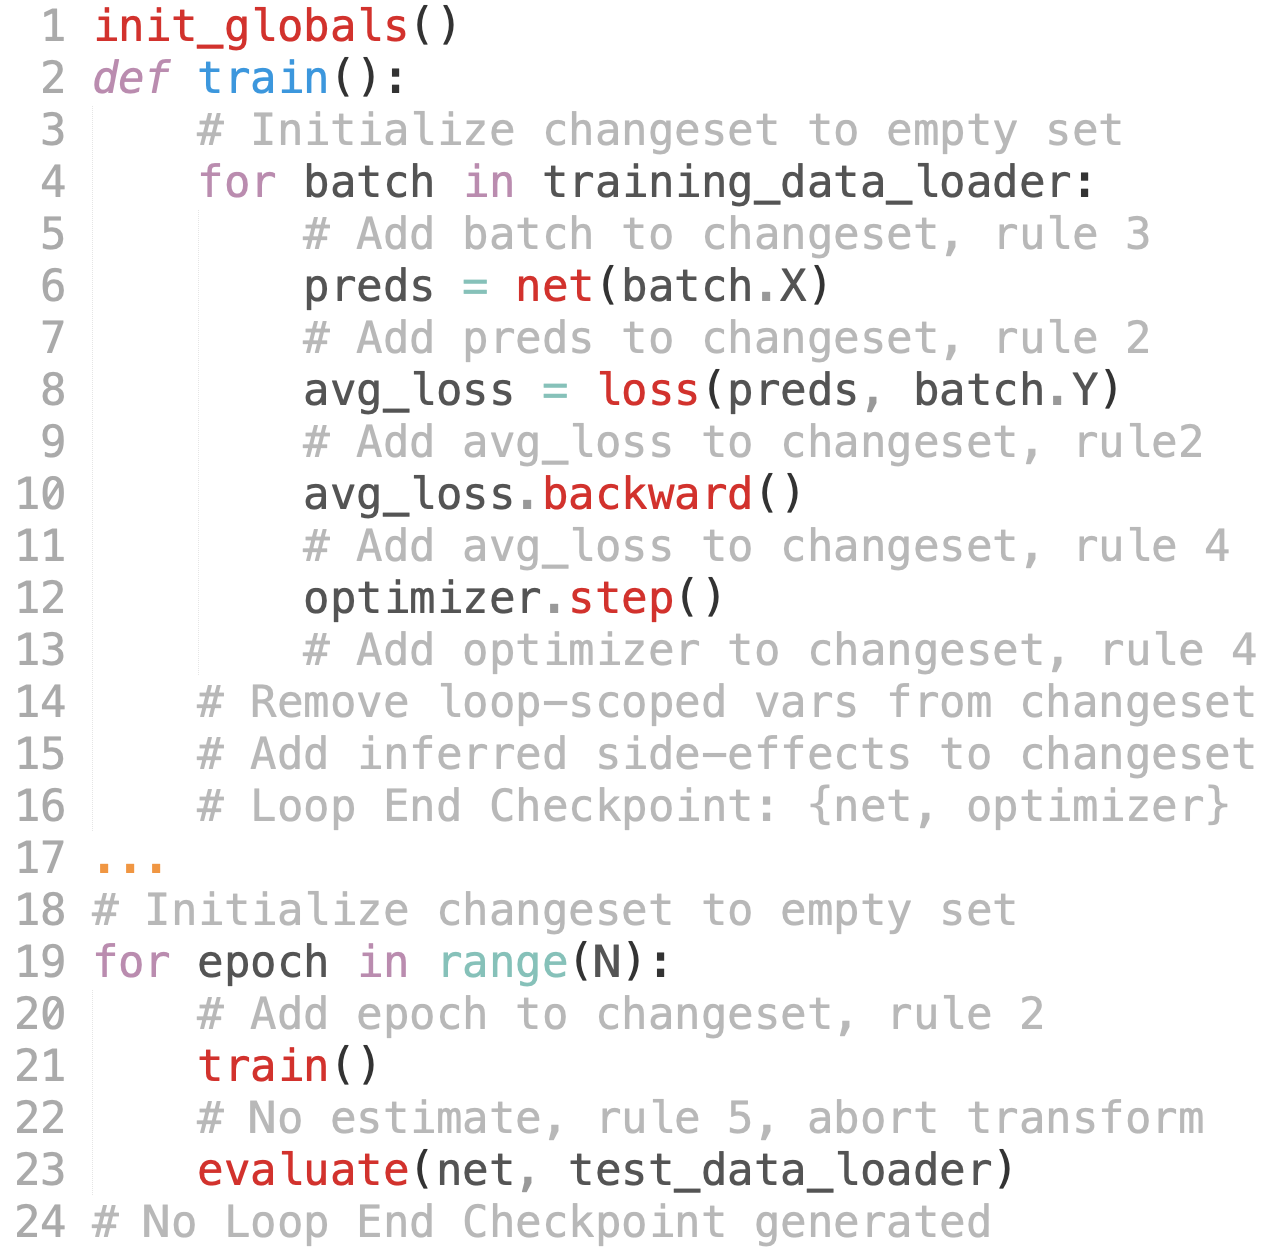 1 init_globals()
2 def train():
3     # Initialize changeset to empty set
4     for batch in training_data_loader:
5         # Add batch to changeset, rule 3
6         preds = net(batch.X)
7         # Add preds to changeset, rule 2
8         avg_loss = loss(preds, batch.Y)
9         # Add avg_loss to changeset, rule2
10         avg_loss.backward()
11         # Add avg_loss to changeset, rule 4
12         optimizer.step()
13         # Add optimizer to changeset, rule 4
14     # Remove loop-scoped vars from changeset
15     # Add inferred side-effects to changeset
16     # Loop End Checkpoint: {net, optimizer}
17 ...
18 # Initialize changeset to empty set
19 for epoch in range(N):
20     # Add epoch to changeset, rule 2
21     train()
22     # No estimate, rule 5, abort transform
23     evaluate(net, test_data_loader)
24 # No Loop End Checkpoint generated